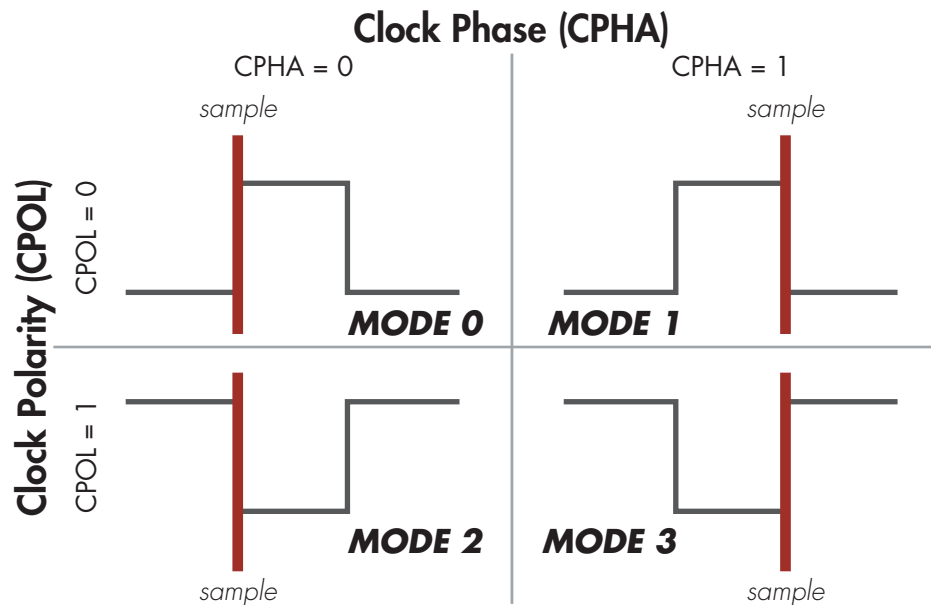 Clock Phase (CPHA)
CPHA = 0
CPHA = 1
sample
sample
Clock Polarity (CPOL)
CPOL = 0
MODE 0
MODE 1
CPOL = 1
MODE 2
MODE 3
sample
sample